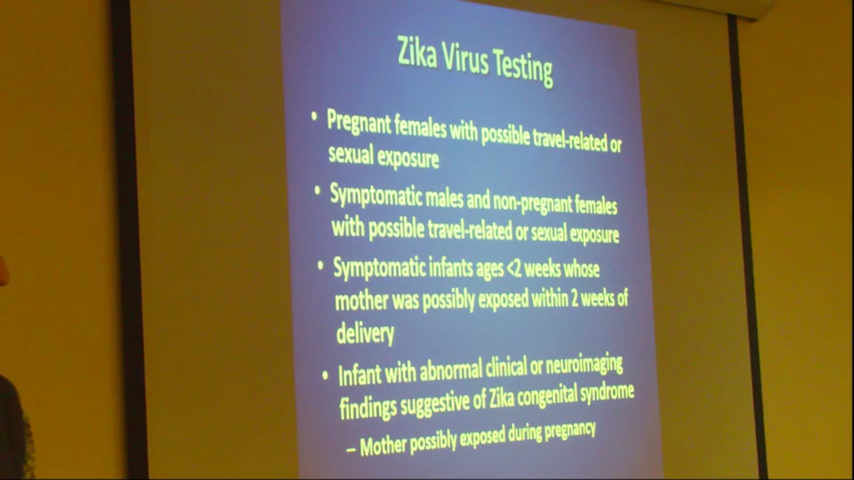 Zika Virus Testing
• Pregnant females with possible travel-related or
sexual exposure
• Symptomatic males and non-pregnant females
with possible travel-related or sexual exposure
• Symptomatic infants ages <2 weeks whose
mother was possibly exposed within 2 weeks of
delivery
• Infant with abnormal clinical or neuroimaging
findings suggestive of Zika congenital syndrome
– Mother possibly exposed during pregnancy